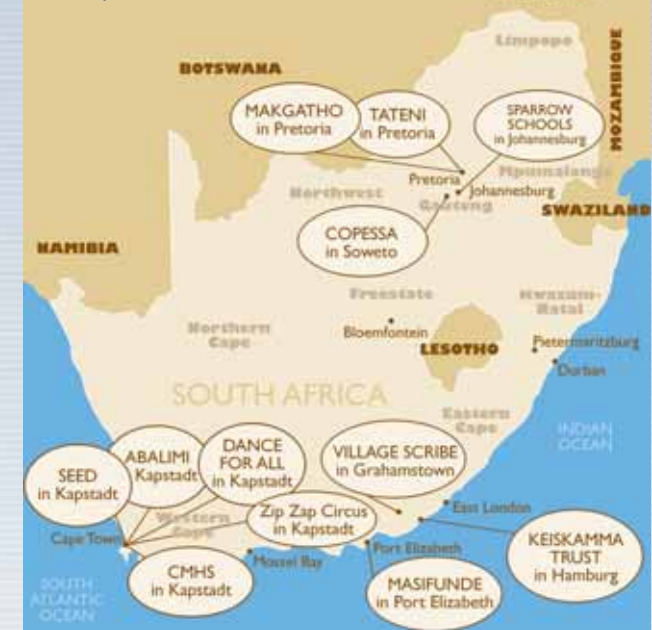 Limpopo
BOTSWANA
MOZAMBIQUE
MAKGATHO
in Pretoria
TATENI
in Pretoria
SPARROW
SCHOOLS
in Johannesburg
Mpumalanga
Pretoria
Johannesburg
Northwest
Gauteng
SWAZILAND
COPESSA
in Soweto
NAMIBIA
Freestate
Kwazulu-
Natal
Northern
Cape
Bloemfontein
LESOTHO
Pietermaritzburg
Durban
SOUTH AFRICA
Eastern
Cape
INDIAN
OCEAN
SEED
in Kapstadt
ABALIMI
Kapstadt
DANCE
FOR ALL
in Kapstadt
VILLAGE SCRIBE
in Grahamstown
Zip Zap Circus
in Kapstadt
Western
Cape
Cape Town
East London
Mossel Bay
Port Elizabeth
KEISKAMMA
TRUST
in Hamburg
CMHS
in Kapstadt
MASIFUNDE
in Port Elizabeth
SOUTH
ATLANTIC
OCEAN